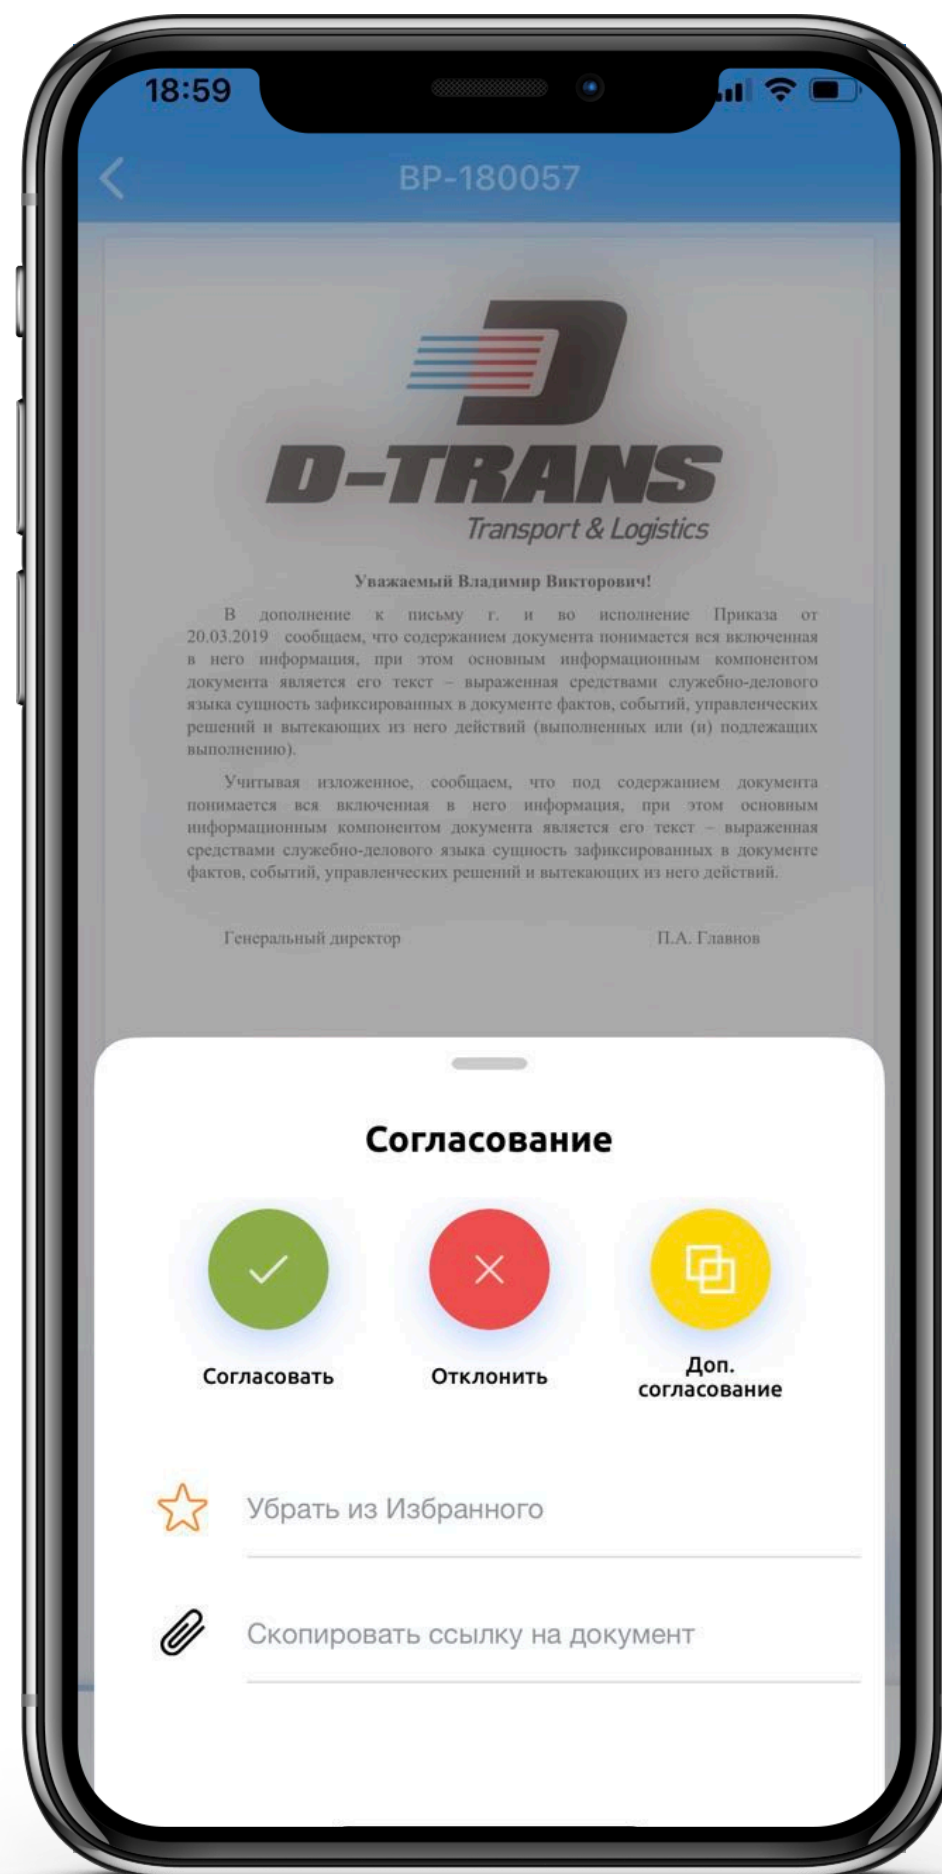 18:59
BP-180057
D
D-TRANS
Transport & Logistics
Уважаемый Владимир Викторович!
В дополнение к письму г. и во исполнение Приказа от
20.03.2019 сообщаем, что содержанием документа понимается вся включенная
в него информация, при этом основным информационным компонентом
документа является его текст – выраженная средствами служебно-делового
языка сущность зафиксированных в документе фактов, событий, управленческих
решений и вытекающих из него действий (выполненных или (и) подлежащих
выполнению).
Учитывая изложенное, сообщаем, что под содержанием документа
понимается вся включенная в него информация, при этом основным
информационным компонентом документа является его текст – выраженная
средствами служебно-делового языка сущность зафиксированных в документе
фактов, событий, управленческих решений и вытекающих из него действий.
Генеральный директор П.А. Главнов
Согласование
Согласовать
Отклонить
Доп.
согласование
Убрать из Избранного
Скопировать ссылку на документ